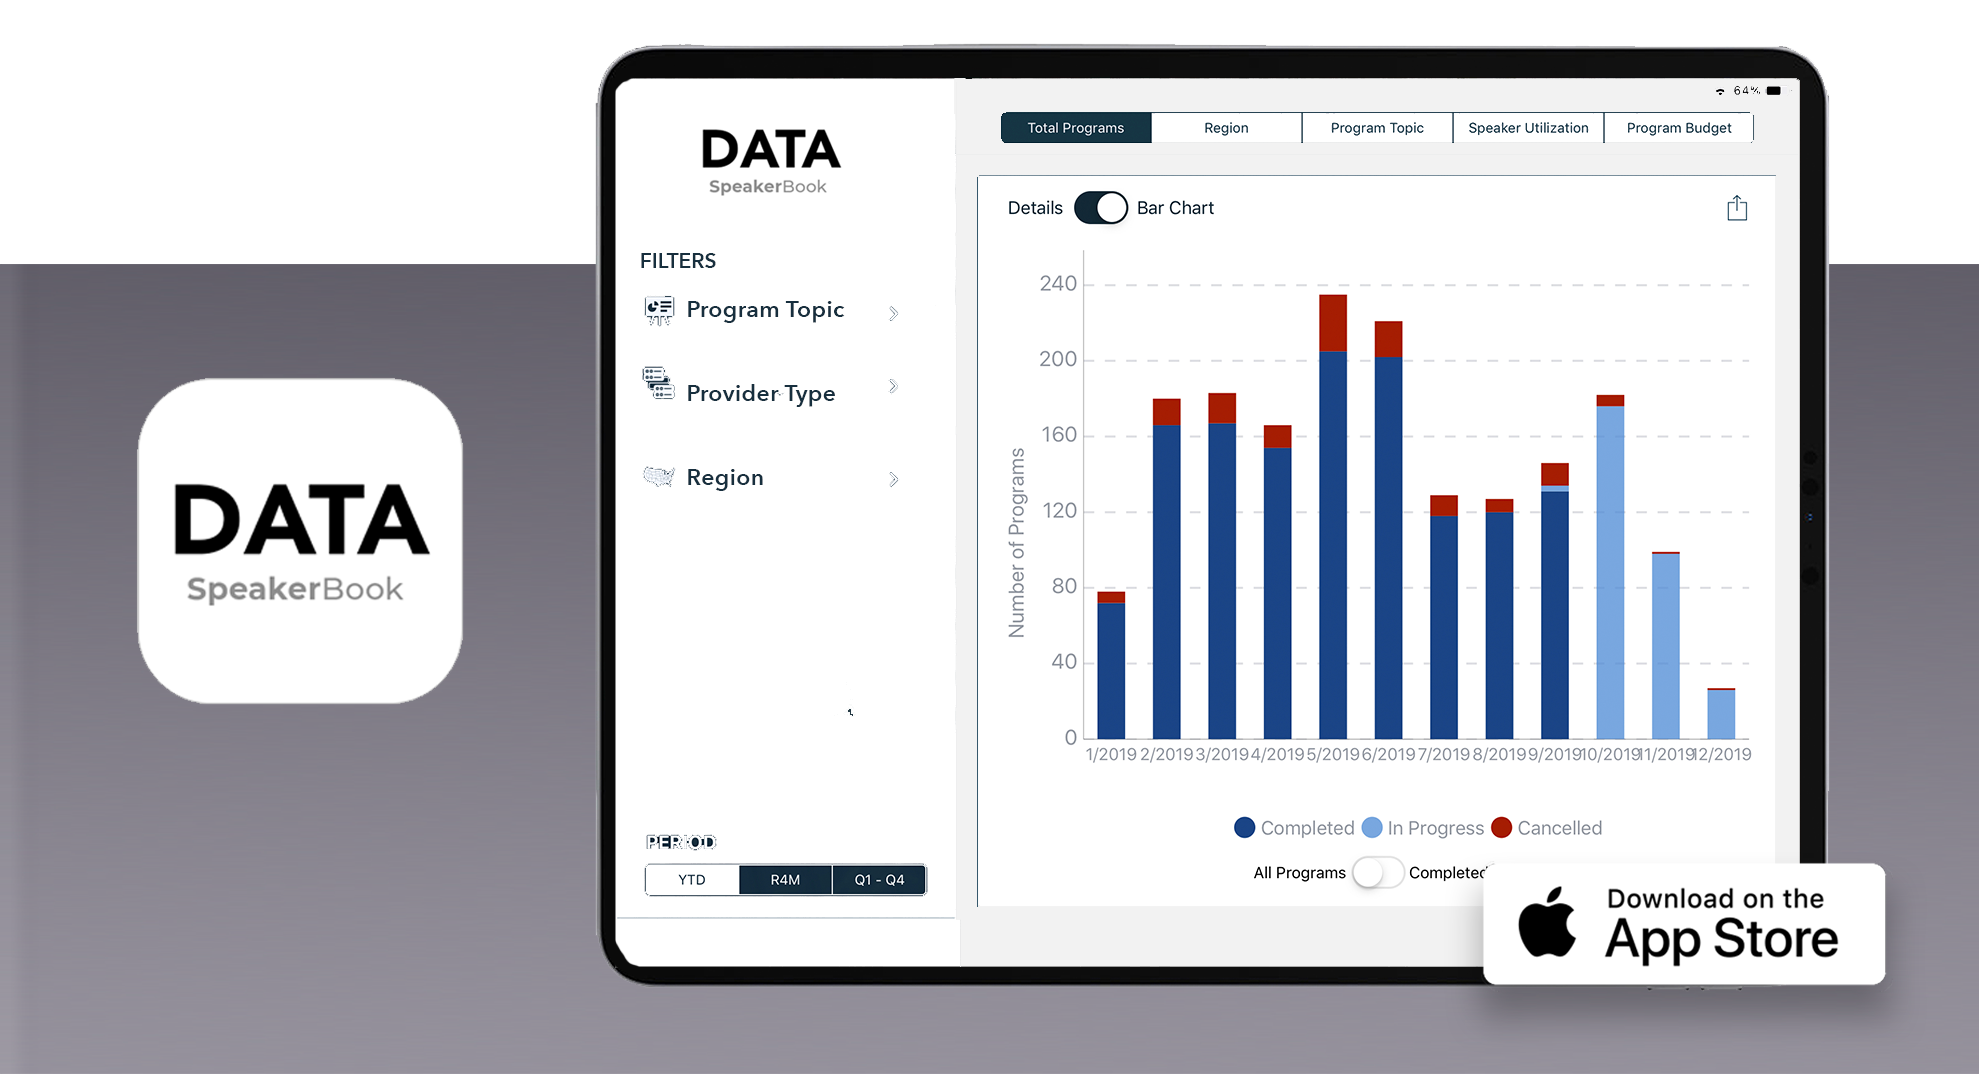 DATA
SpeakerBook
DATA
SpeakerBook
FILTERS
Program Topic
Provider Type
Region
PERIOD
YTD R4M Q1 - Q4
64%
Total Programs Region Program Topic Speaker Utilization Program Budget
Details Bar Chart
Number of Programs
240
200
160
120
80
40
0
1/2019 2/2019 3/2019 4/2019 5/2019 6/2019 7/2019 8/2019 9/2019 10/2019 11/2019 12/2019
Completed In Progress Cancelled
All Programs Completed
Download on the
App Store